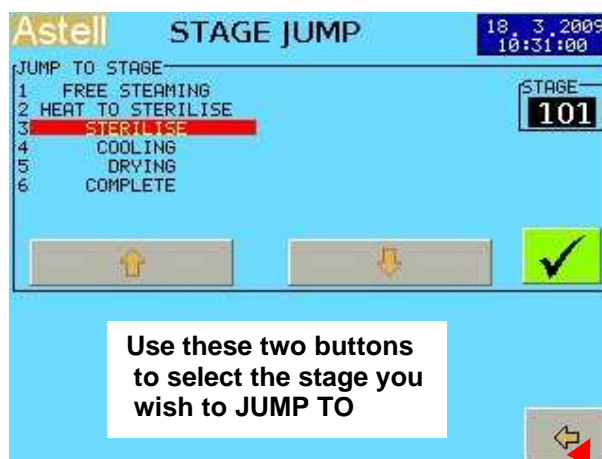 Astell STAGE JUMP 18. 3.2009
10:31:00
JUMP TO STAGE
1 FREE STEAMING
2 HEAT TO STERILISE
3 STERILISE
4 COOLING
5 DRYING
6 COMPLETE
STAGE
101
Use these two buttons
to select the stage you
wish to JUMP TO